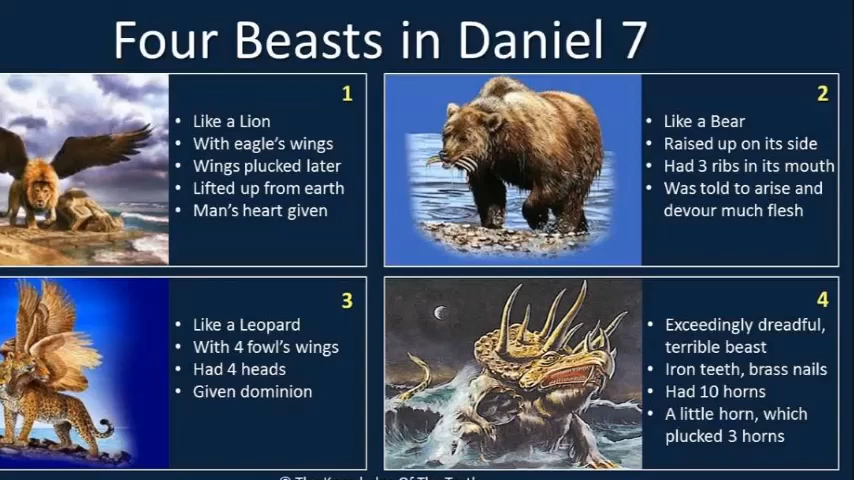 Four Beasts in Daniel 7
1
• Like a Lion
• With eagle's wings
• Wings plucked later
• Lifted up from earth
• Man's heart given
2
• Like a Bear
• Raised up on its side
• Had 3 ribs in its mouth
• Was told to arise and
devour much flesh
3
• Like a Leopard
• With 4 fowl's wings
• Had 4 heads
• Given dominion
4
• Exceedingly dreadful,
terrible beast
• Iron teeth, brass nails
• Had 10 horns
• A little horn, which
plucked 3 horns